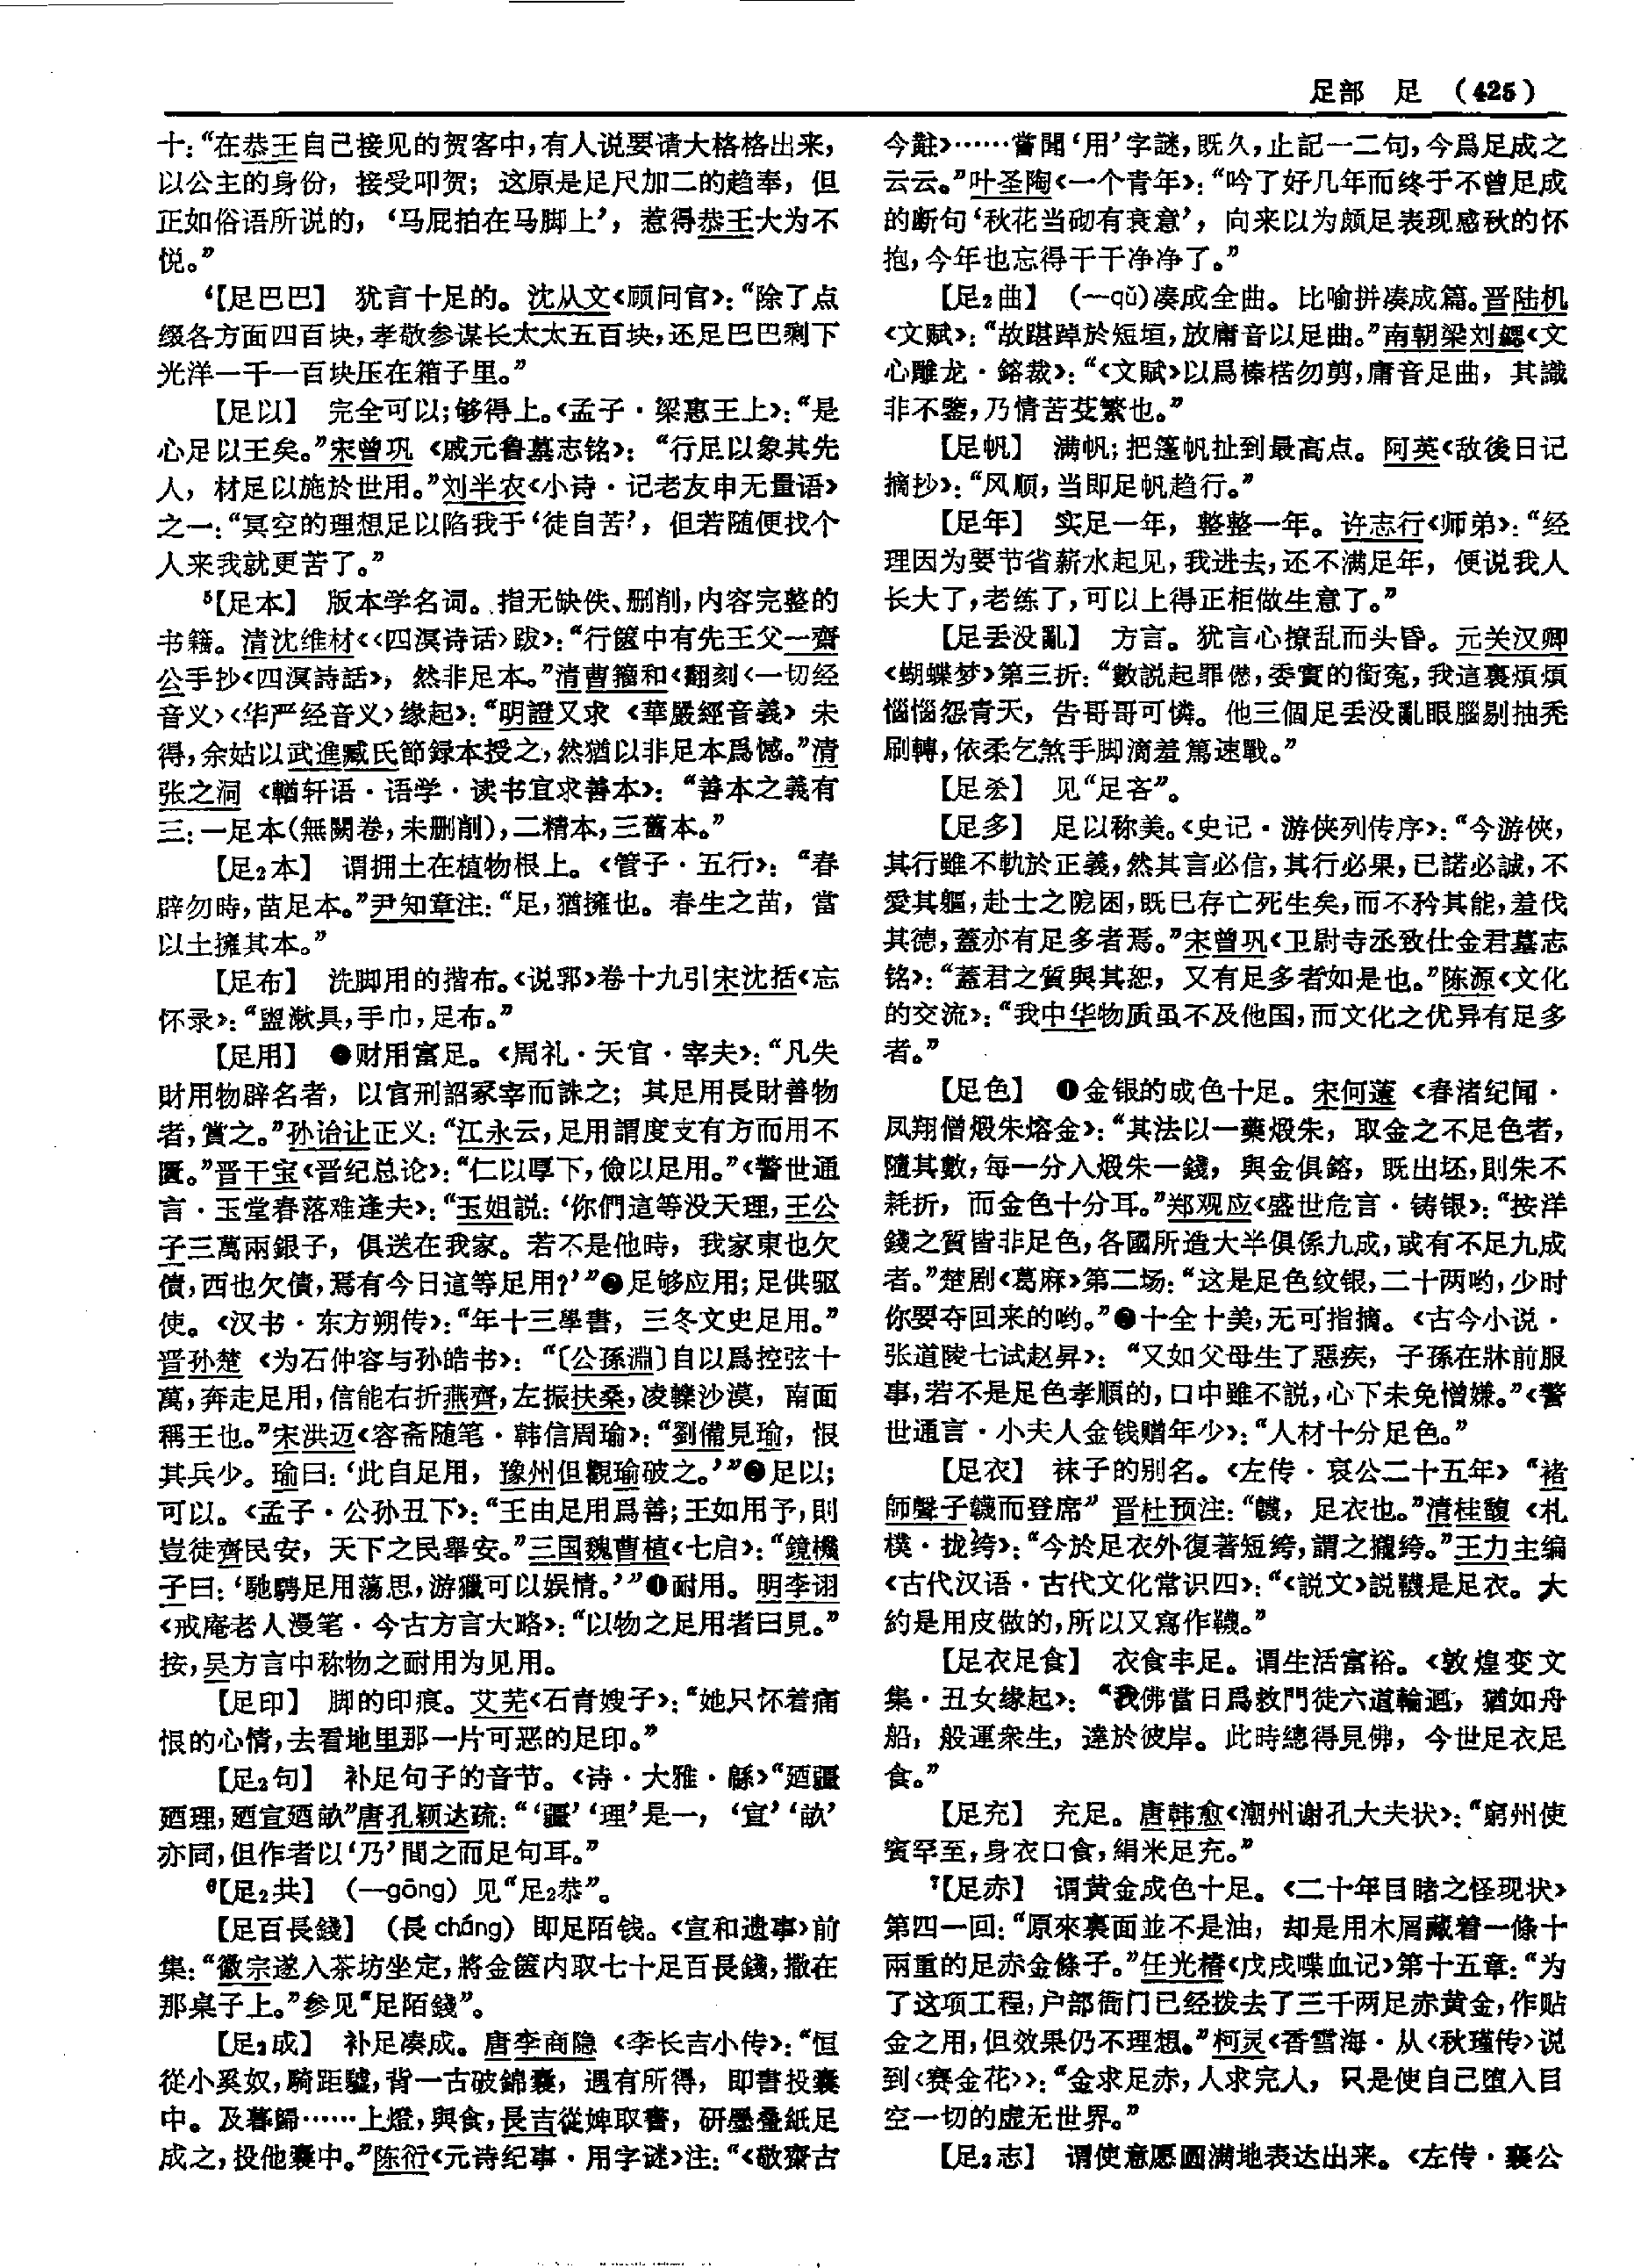 足部 足 (425)
十：“在恭王自己接见的贺客中，有人说要请大格格出来，
以公主的身份，接受叩贺；这原是足尺加二的趋奉，但
正如俗语所说的，‘马屁拍在马脚上’，惹得恭王大为不
悦。”
⁴【足巴巴】 犹言十足的。沈从文《顾问官》：“除了点
缀各方面四百块，孝敬参谋长太太五百块，还足巴巴剩下
光洋一千一百块压在箱子里。”
【足以】 完全可以；够得上。《孟子·梁惠王上》：“是
心足以王矣。”宋曾巩《戚元鲁墓志铭》：“行足以象其先
人，材足以施於世用。”刘半农《小诗·记老友申无量语》
之一：“冥空的理想足以陷我于‘徒自苦’，但若随便找个
人来我就更苦了。”
⁵【足本】 版本学名词。指无缺佚、删削，内容完整的
书籍。清沈维材《〈四溟诗话〉跋》：“行篋中有先王父一齋
公手抄《四溟詩話》，然非足本。”清曹籀和《翻刻〈一切经
音义〉〈华严经音义〉缘起》：“明證又求《華嚴經音義》未
得，余姑以武進臧氏節録本授之，然猶以非足本爲憾。”清
张之洞《輶轩语·语学·读书宜求善本》：“善本之義有
三：一足本（無闕卷，未删削），二精本，三舊本。”
【足₂本】 谓拥土在植物根上。《管子·五行》：“春
辟勿時，苗足本。”尹知章注：“足，猶擁也。春生之苗，當
以土擁其本。”
【足布】 洗脚用的揩布。《说郛》卷十九引宋沈括《忘
怀录》：“盥漱具，手巾，足布。”
【足用】 ❶财用富足。《周礼·天官·宰夫》：“凡失
財用物辟名者，以官刑詔冢宰而誅之；其足用長財善物
者，賞之。”孙诒让正义：“江永云，足用謂度支有方而用不
匱。”晋干宝《晋纪总论》：“仁以厚下，儉以足用。”《警世通
言·玉堂春落难逢夫》：“玉姐説：‘你們這等没天理，王公
子三萬兩銀子，俱送在我家。若不是他時，我家東也欠
債，西也欠債，焉有今日這等足用？’”❷足够应用；足供驱
使。《汉书·东方朔传》：“年十三學書，三冬文史足用。”
晋孙楚《为石仲容与孙皓书》：“〔公孫淵〕自以爲控弦十
萬，奔走足用，信能右折燕齊，左振扶桑，凌轢沙漠，南面
稱王也。”宋洪迈《容斋随笔·韩信周瑜》：“劉備見瑜，恨
其兵少。瑜曰：‘此自足用，豫州但觀瑜破之。’”❸足以；
可以。《孟子·公孙丑下》：“王由足用爲善；王如用予，則
豈徒齊民安，天下之民舉安。”三国魏曹植《七启》：“鏡機
子曰：‘馳騁足用蕩思，游獵可以娱情。’”❹耐用。明李诩
《戒庵老人漫笔·今古方言大略》：“以物之足用者曰見。”
按，吴方言中称物之耐用为见用。
【足印】 脚的印痕。艾芜《石青嫂子》：“她只怀着痛
恨的心情，去看地里那一片可恶的足印。”
【足₂句】 补足句子的音节。《诗·大雅·緜》“廼疆
廼理，廼宣廼畝”唐孔颖达疏：“‘疆’‘理’是一，‘宣’‘畝’
亦同，但作者以‘乃’間之而足句耳。”
⁶【足₂共】 （—gōng）见“足₂恭”。
【足百長錢】 （長 cháng）即足陌钱。《宣和遗事》前
集：“徽宗遂入茶坊坐定，將金篋内取七十足百長錢，撒在
那桌子上。”参见“足陌錢”。
【足₂成】 补足凑成。唐李商隐《李长吉小传》：“恒
從小奚奴，騎距驉，背一古破錦囊，遇有所得，即書投囊
中。及暮歸……上燈，與食，長吉從婢取書，研墨疊紙足
成之，投他囊中。”陈衍《元诗纪事·用字谜》注：“《敬齋古
今黈》……嘗聞‘用’字謎，既久，止記一二句，今爲足成之
云云。”叶圣陶《一个青年》：“吟了好几年而终于不曾足成
的断句‘秋花当砌有衰意’，向来以为颇足表现感秋的怀
抱，今年也忘得干干净净了。”
【足₂曲】 （—qǔ）凑成全曲。比喻拼凑成篇。晋陆机
《文赋》：“故踸踔於短垣，放庸音以足曲。”南朝梁刘勰《文
心雕龙·鎔裁》：“《文賦》以爲榛楛勿剪，庸音足曲，其識
非不鑒，乃情苦芟繁也。”
【足帆】 满帆；把篷帆扯到最高点。阿英《敌後日记
摘抄》：“风顺，当即足帆趋行。”
【足年】 实足一年，整整一年。许志行《师弟》：“经
理因为要节省薪水起见，我进去，还不满足年，便说我人
长大了，老练了，可以上得正柜做生意了。”
【足丢没亂】 方言。犹言心撩乱而头昏。元关汉卿
《蝴蝶梦》第三折：“數説起罪愆，委實的銜冤，我這裏煩煩
惱惱怨青天，告哥哥可憐。他三個足丢没亂眼腦剔抽秃
刷轉，依柔乞煞手脚滴羞篤速戰。”
【足㤅】 见“足吝”。
【足多】 足以称美。《史记·游侠列传序》：“今游俠，
其行雖不軌於正義，然其言必信，其行必果，已諾必誠，不
愛其軀，赴士之阸困，既已存亡死生矣，而不矜其能，羞伐
其德，蓋亦有足多者焉。”宋曾巩《卫尉寺丞致仕金君墓志
铭》：“蓋君之質與其恕，又有足多者如是也。”陈源《文化
的交流》：“我中华物质虽不及他国，而文化之优异有足多
者。”
【足色】 ❶金银的成色十足。宋何薳《春渚纪闻·
凤翔僧煅朱熔金》：“其法以一藥煅朱，取金之不足色者，
隨其數，每一分入煅朱一錢，與金俱鎔，既出坯，則朱不
耗折，而金色十分耳。”郑观应《盛世危言·铸银》：“按洋
錢之質皆非足色，各國所造大半俱係九成，或有不足九成
者。”楚剧《葛麻》第二场：“这是足色纹银，二十两哟，少时
你要夺回来的哟。”❷十全十美，无可指摘。《古今小说·
张道陵七试赵昇》：“又如父母生了惡疾，子孫在牀前服
事，若不是足色孝順的，口中雖不説，心下未免憎嫌。”《警
世通言·小夫人金钱赠年少》：“人材十分足色。”
【足衣】 袜子的别名。《左传·哀公二十五年》“褚
師聲子韤而登席”晋杜预注：“韤，足衣也。”清桂馥《札
樸·拢绔》：“今於足衣外復著短絝，謂之攏絝。”王力主编
《古代汉语·古代文化常识四》：“《説文》説韤是足衣。大
約是用皮做的，所以又寫作韈。”
【足衣足食】 衣食丰足。谓生活富裕。《敦煌变文
集·丑女缘起》：“我佛當日爲救門徒六道輪迴，猶如舟
船，般運衆生，達於彼岸。此時總得見佛，今世足衣足
食。”
【足充】 充足。唐韩愈《潮州谢孔大夫状》：“窮州使
賓罕至，身衣口食，絹米足充。”
⁷【足赤】 谓黄金成色十足。《二十年目睹之怪现状》
第四一回：“原來裏面並不是油，却是用木屑藏着一條十
兩重的足赤金條子。”任光椿《戊戌喋血记》第十五章：“为
了这项工程，户部衙门已经拨去了三千两足赤黄金，作贴
金之用，但效果仍不理想。”柯灵《香雪海·从〈秋瑾传〉说
到〈赛金花〉》：“金求足赤，人求完人，只是使自己堕入目
空一切的虚无世界。”
【足₂志】 谓使意愿圆满地表达出来。《左传·襄公